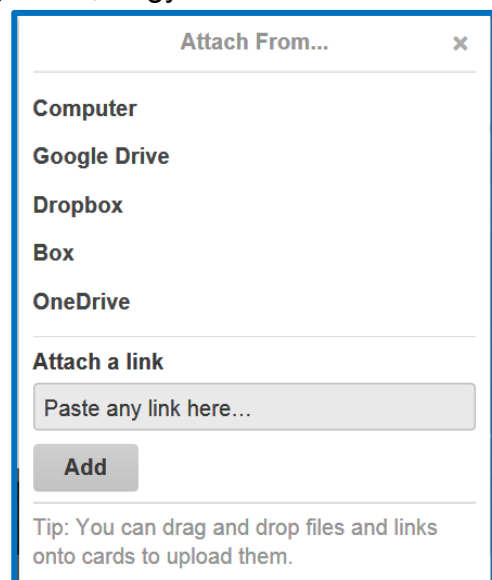 Attach From... ×
Computer
Google Drive
Dropbox
Box
OneDrive
Attach a link
Paste any link here…
Add
Tip: You can drag and drop files and links
onto cards to upload them.